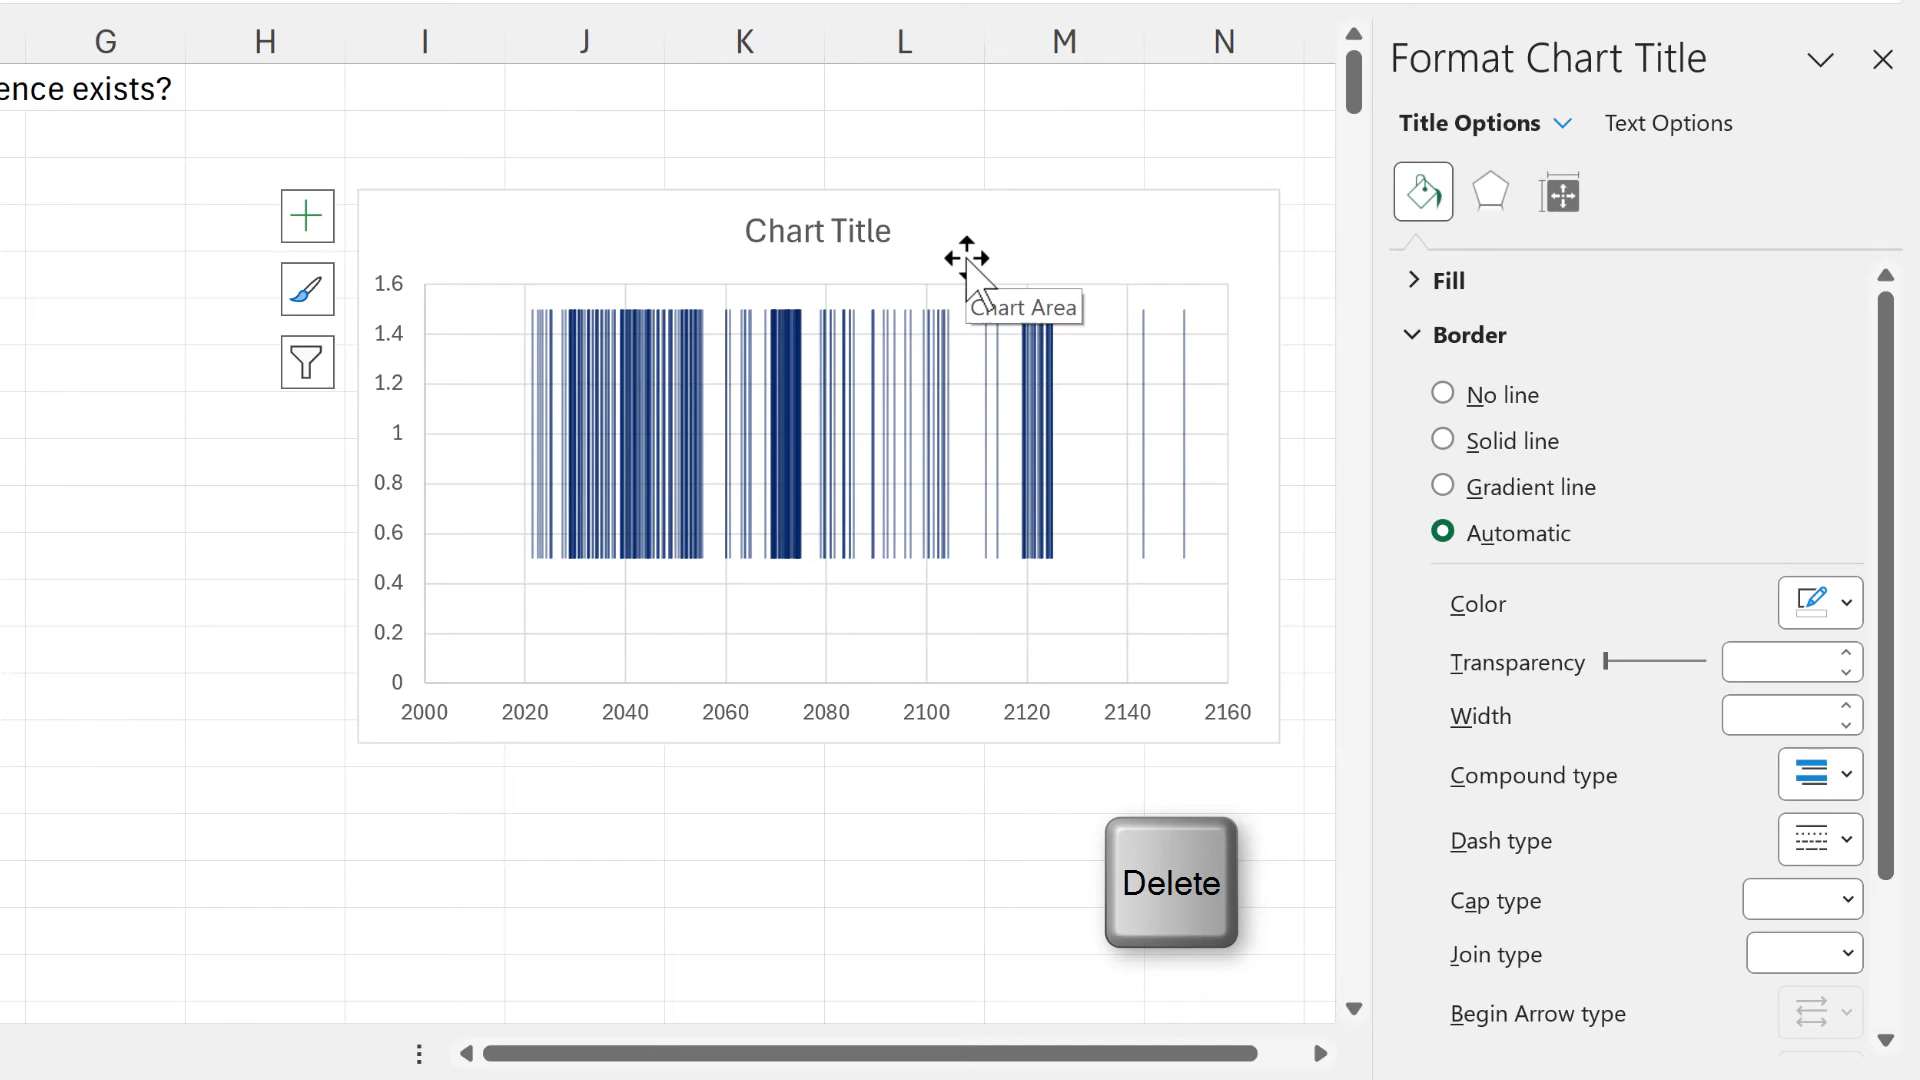 G H I J K L M N
ence exists?
Chart Title
Chart Area
1.6
1.4
1.2
1
0.8
0.6
0.4
0.2
0
2000 2020 2040 2060 2080 2100 2120 2140 2160
Delete
Format Chart Title
Title Options Text Options
Fill
Border
No line
Solid line
Gradient line
Automatic
Color
Transparency
Width
Compound type
Dash type
Cap type
Join type
Begin Arrow type